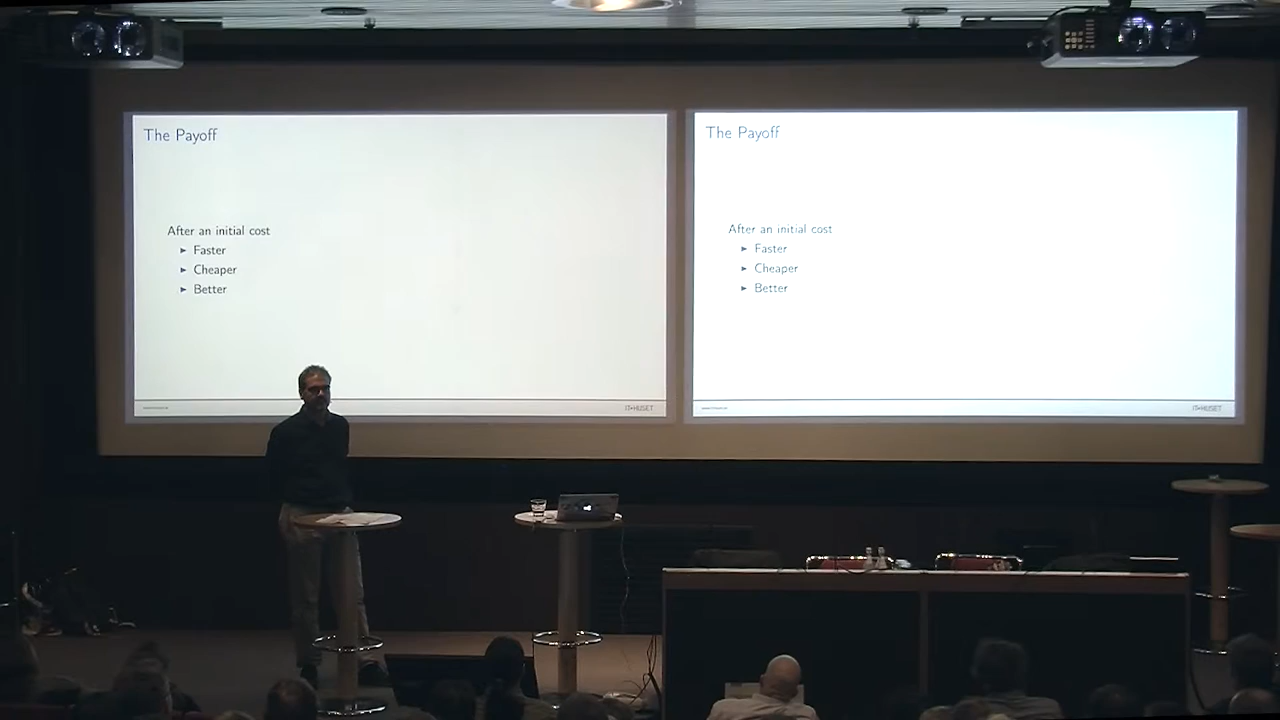 The Payoff
After an initial cost
► Faster
► Cheaper
► Better
IT•HUSET
The Payoff
After an initial cost
► Faster
► Cheaper
► Better
IT•HUSET